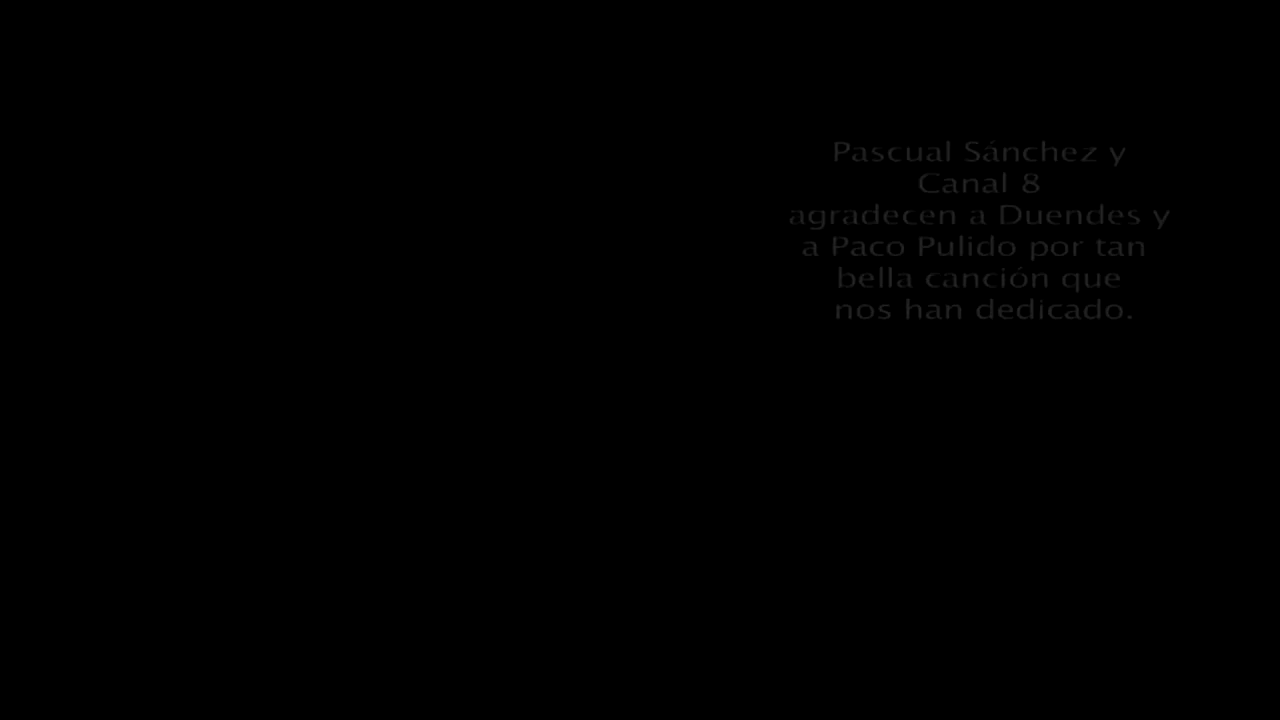 Pascual Sánchez y
Canal 8
agradecen a Duendes y
a Paco Pulido por tan
bella canción que
nos han dedicado.